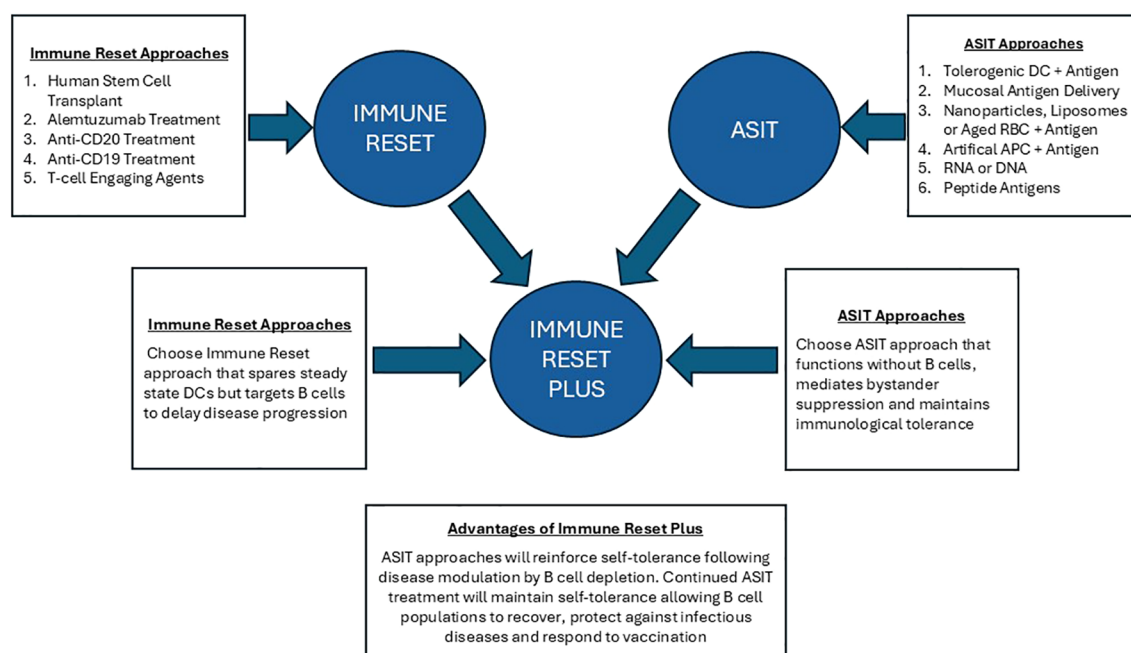 Immune Reset Approaches
1. Human Stem Cell
Transplant
2. Alemtuzumab Treatment
3. Anti-CD20 Treatment
4. Anti-CD19 Treatment
5. T-cell Engaging Agents
IMMUNE
RESET
ASIT
ASIT Approaches
1. Tolerogenic DC + Antigen
2. Mucosal Antigen Delivery
3. Nanoparticles, Liposomes
or Aged RBC + Antigen
4. Artifical APC + Antigen
5. RNA or DNA
6. Peptide Antigens
Immune Reset Approaches
Choose Immune Reset
approach that spares steady
state DCs but targets B cells
to delay disease progression
IMMUNE
RESET
PLUS
ASIT Approaches
Choose ASIT approach that
functions without B cells,
mediates bystander
suppression and maintains
immunological tolerance
Advantages of Immune Reset Plus
ASIT approaches will reinforce self-tolerance following
disease modulation by B cell depletion. Continued ASIT
treatment will maintain self-tolerance allowing B cell
populations to recover, protect against infectious
diseases and respond to vaccination